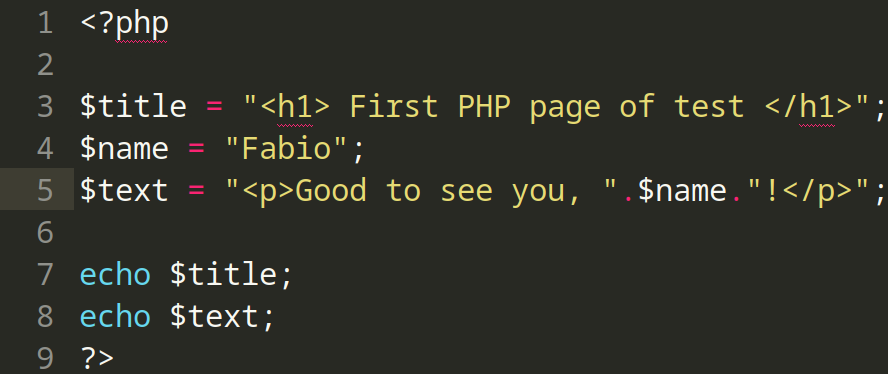 1 <?php
2
3 $title = "<h1> First PHP page of test </h1>";
4 $name = "Fabio";
5 $text = "<p>Good to see you, ".$name."!</p>";
6
7 echo $title;
8 echo $text;
9 ?>